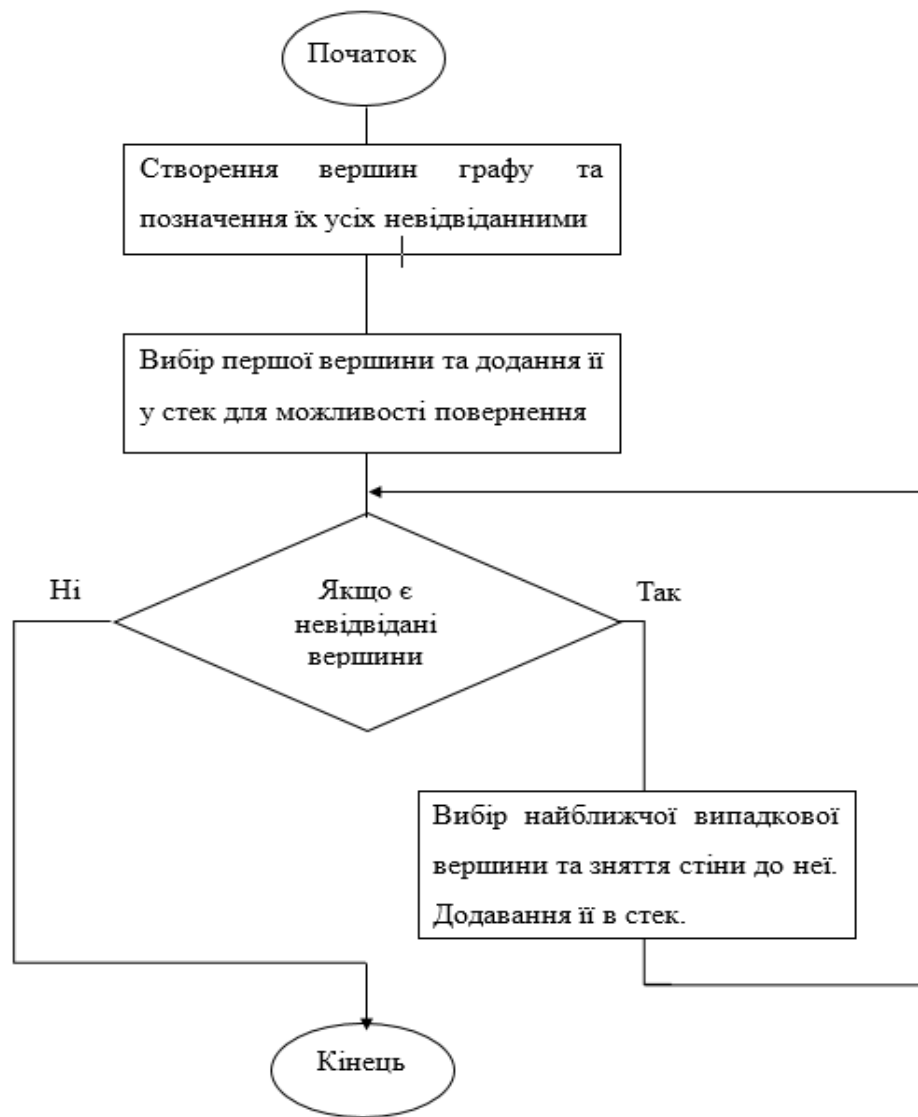 Початок
Створення вершин графу та
позначення їх усіх невідвіданними
Вибір першої вершини та додання її
у стек для можливості повернення
Ні
Якщо є
невідвідані
вершини
Так
Вибір найближчої випадкової
вершини та зняття стіни до неї.
Додавання її в стек.
Кінець